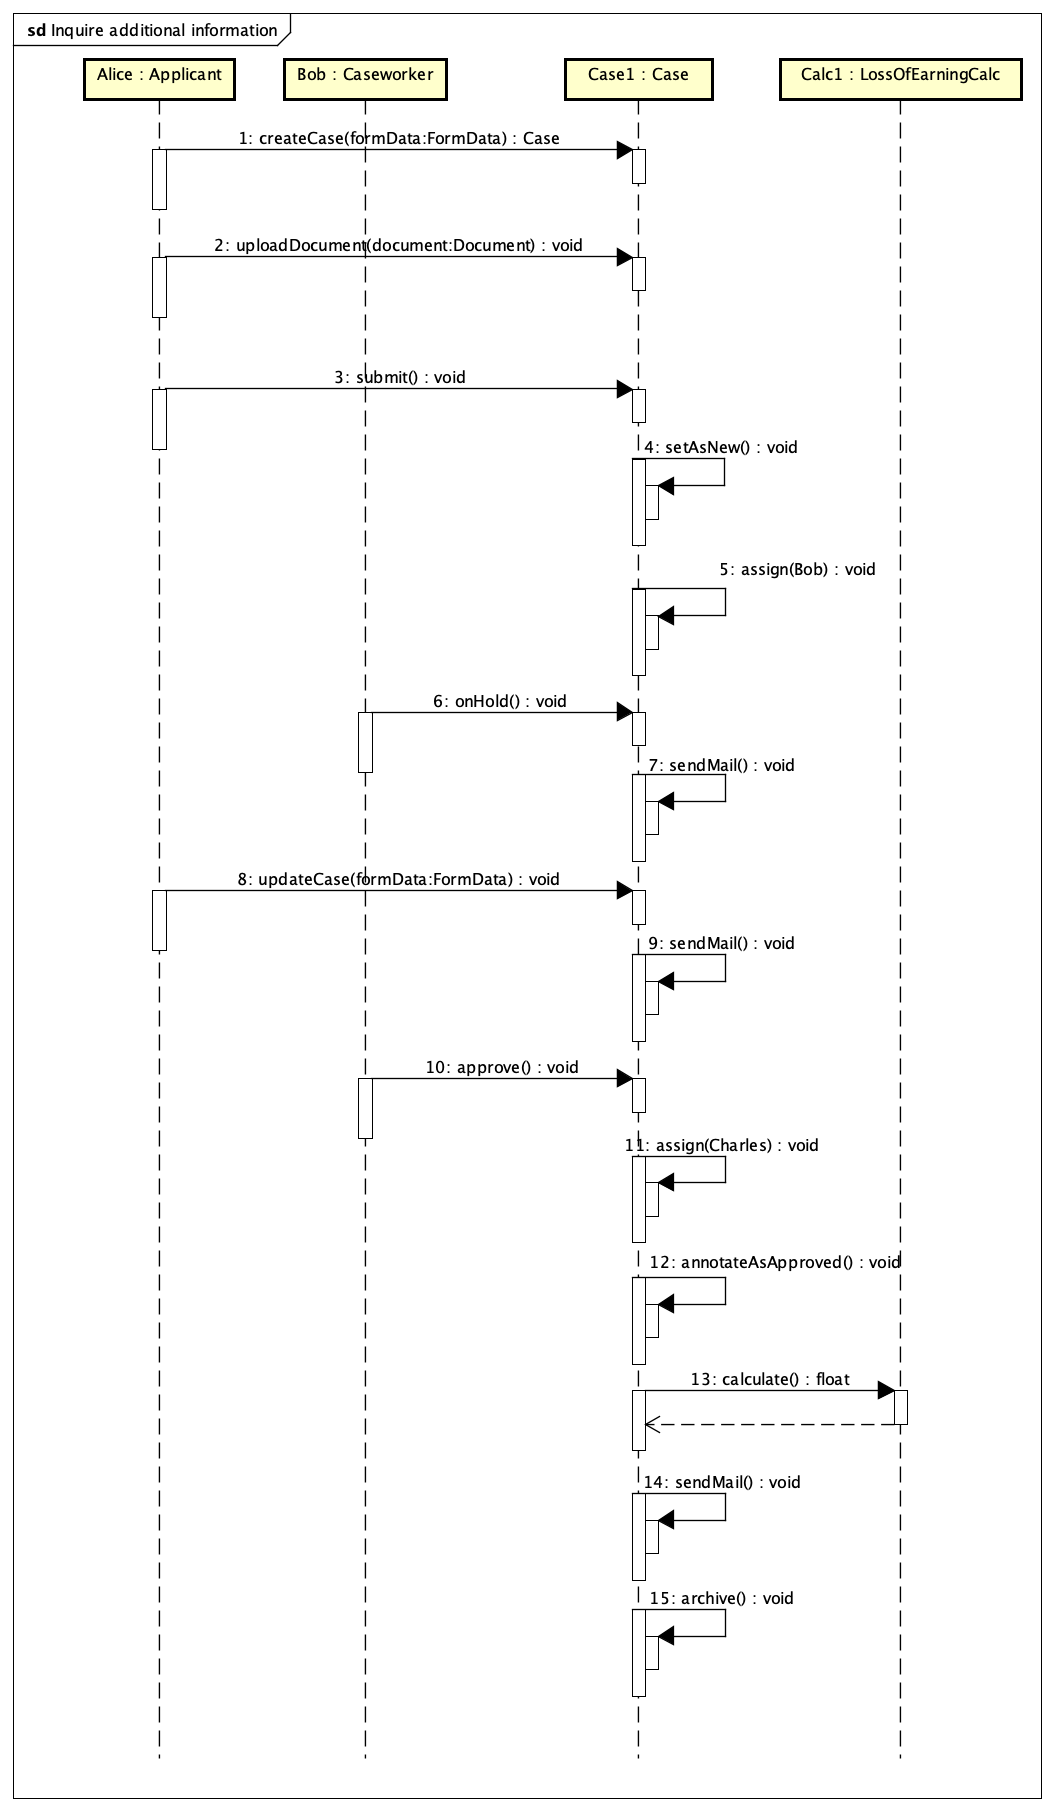 sd Inquire additional information
Alice : Applicant
Bob : Caseworker
Case1 : Case
Calc1 : LossOfEarningCalc
1: createCase(formData:FormData) : Case
2: uploadDocument(document:Document) : void
3: submit() : void
4: setAsNew() : void
5: assign(Bob) : void
6: onHold() : void
7: sendMail() : void
8: updateCase(formData:FormData) : void
9: sendMail() : void
10: approve() : void
11: assign(Charles) : void
12: annotateAsApproved() : void
13: calculate() : float
14: sendMail() : void
15: archive() : void